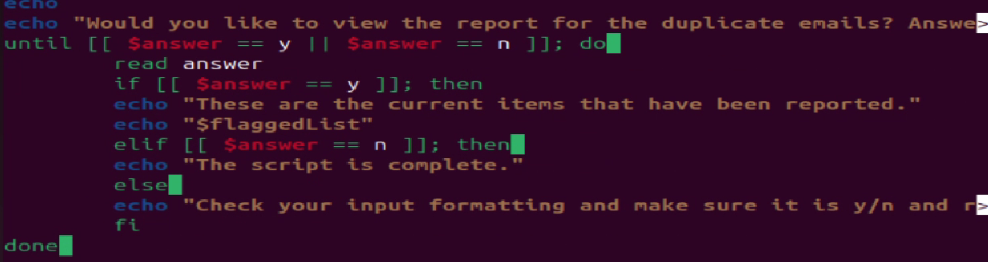 echo
echo "Would you like to view the report for the duplicate emails? Answe>
until [[ $answer == y || $answer == n ]]; do
read answer
if [[ $answer == y ]]; then
echo "These are the current items that have been reported."
echo "$flaggedList"
elif [[ $answer == n ]]; then
echo "The script is complete."
else
echo "Check your input formatting and make sure it is y/n and r>
fi
done